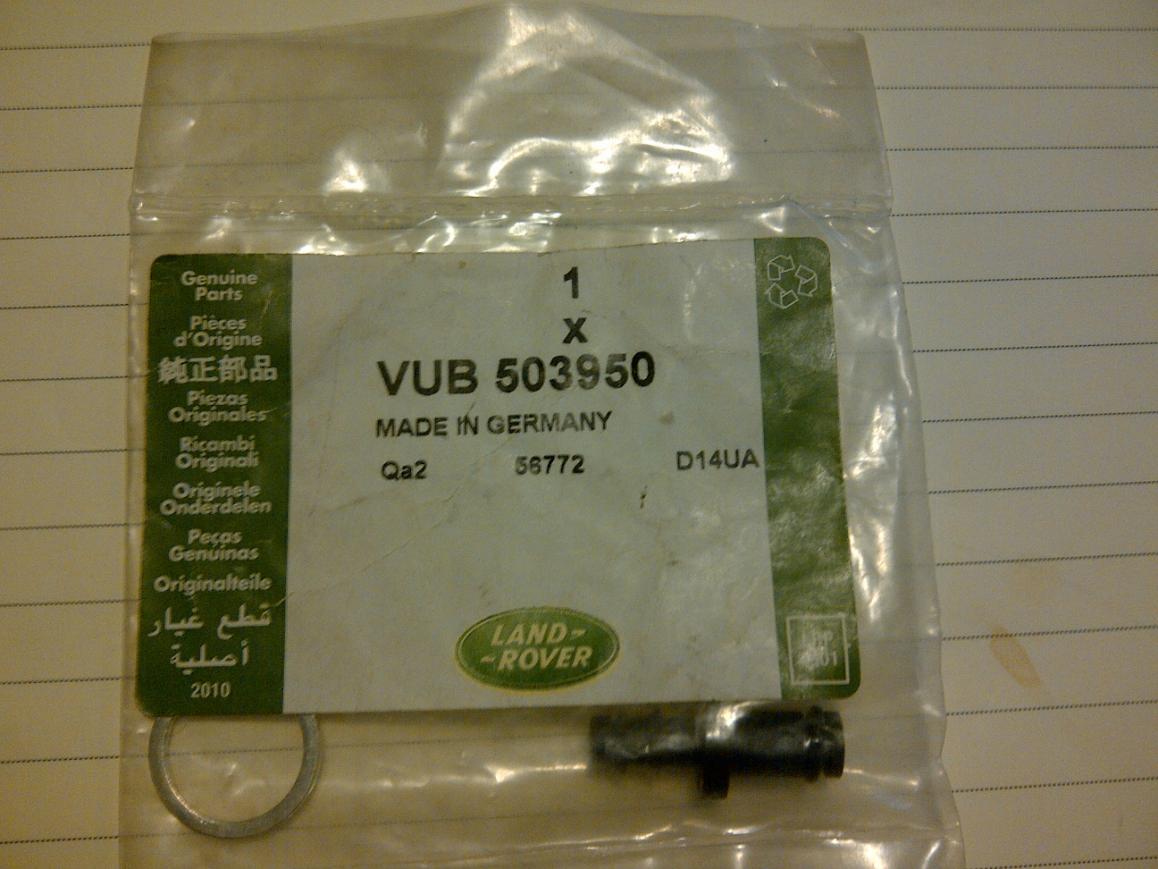 Genuine
Parts
Pièces
d'Origine
純正部品
Piezas
Originales
Ricambi
Originali
Originele
Onderdelen
Peças
Genuinas
Originalteile
قطع غيار
أصلية
2010
1
x
VUB 503950
MADE IN GERMANY
Qa2 56772 D14UA
LAND-
-ROVER